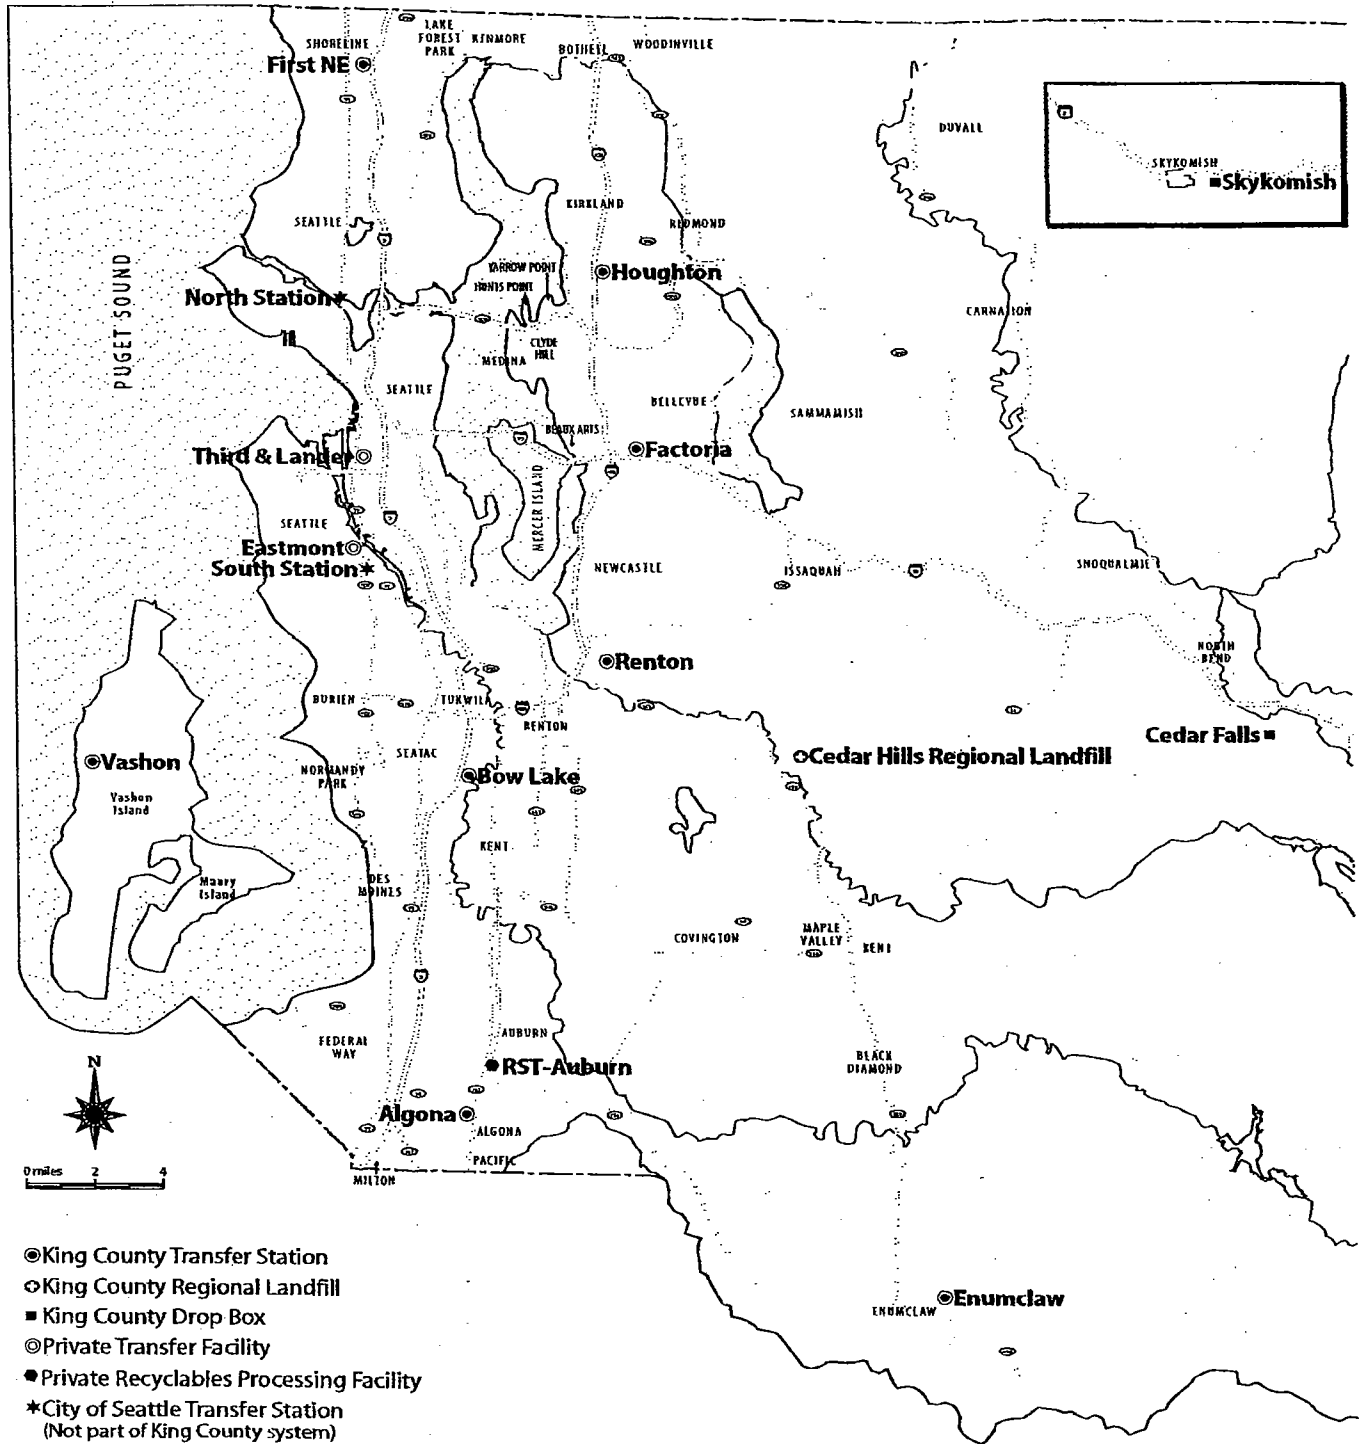 LAKE
FOREST
PARK
KENMORE
SHORELINE
BOTHELL
WOODINVILLE
First NE
DUVALL
SKYKOMISH
Skykomish
KIRKLAND
REDMOND
SEATTLE
PUGET SOUND
YARROW POINT
HUNTS POINT
Houghton
North Station
CARNATION
CLYDE
HILL
MEDINA
SEATTLE
BELLEVUE
SAMMAMISH
BEAUX ARTS
Third & Lander
Factoria
MERCER ISLAND
SEATTLE
Eastmont
South Station
NEWCASTLE
ISSAQUAH
SNOQUALMIE
NORTH
BEND
Renton
BURIEN
TUKWILA
RENTON
Cedar Falls
SEATAC
Cedar Hills Regional Landfill
Vashon
NORMANDY
PARK
Bow Lake
Vashon
Island
KENT
DES
MOINES
Maury
Island
COVINGTON
MAPLE
VALLEY
KENT
FEDERAL
WAY
AUBURN
BLACK
DIAMOND
N
RST-Auburn
Algona
ALGONA
PACIFIC
MILTON
0 miles 2 4
King County Transfer Station
King County Regional Landfill
King County Drop Box
Private Transfer Facility
Private Recyclables Processing Facility
City of Seattle Transfer Station
(Not part of King County system)
ENUMCLAW
Enumclaw